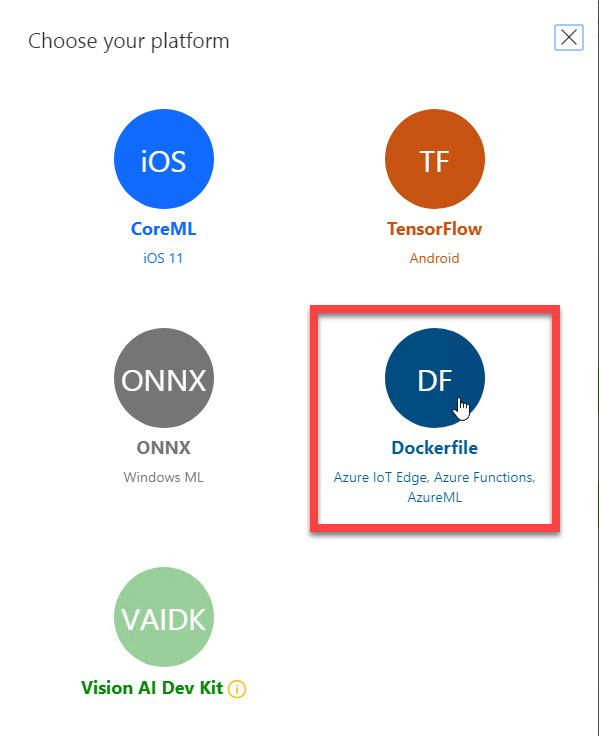 Choose your platform
iOS
CoreML
iOS 11
TF
TensorFlow
Android
ONNX
ONNX
Windows ML
DF
Dockerfile
Azure IoT Edge, Azure Functions,
AzureML
VAIDK
Vision AI Dev Kit